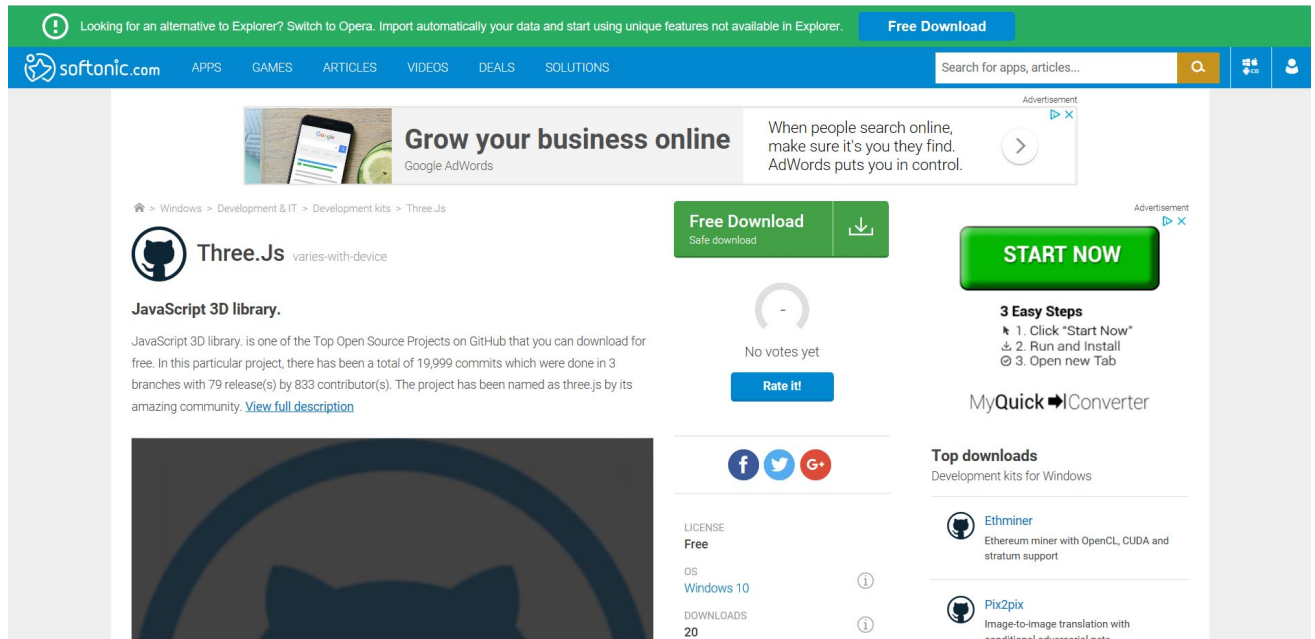 Looking for an alternative to Explorer? Switch to Opera. Import automatically your data and start using unique features not available in Explorer.
Free Download
softonic.com
APPS
GAMES
ARTICLES
VIDEOS
DEALS
SOLUTIONS
Search for apps, articles...
iOS
Advertisement
Google
Grow your business online
Google AdWords
When people search online,
make sure it's you they find.
AdWords puts you in control.
> Windows > Development & IT > Development kits > Three.Js
Three.Js varies-with-device
JavaScript 3D library.
JavaScript 3D library. is one of the Top Open Source Projects on GitHub that you can download for
free. In this particular project, there has been a total of 19,999 commits which were done in 3
branches with 79 release(s) by 833 contributor(s). The project has been named as three.js by its
amazing community. View full description
Free Download
Safe download
-
No votes yet
Rate it!
f
G+
LICENSE
Free
OS
Windows 10
DOWNLOADS
20
Advertisement
START NOW
3 Easy Steps
1. Click "Start Now"
2. Run and Install
3. Open new Tab
MyQuickConverter
Top downloads
Development kits for Windows
Ethminer
Ethereum miner with OpenCL, CUDA and
stratum support
Pix2pix
Image-to-image translation with
conditional adversarial nets